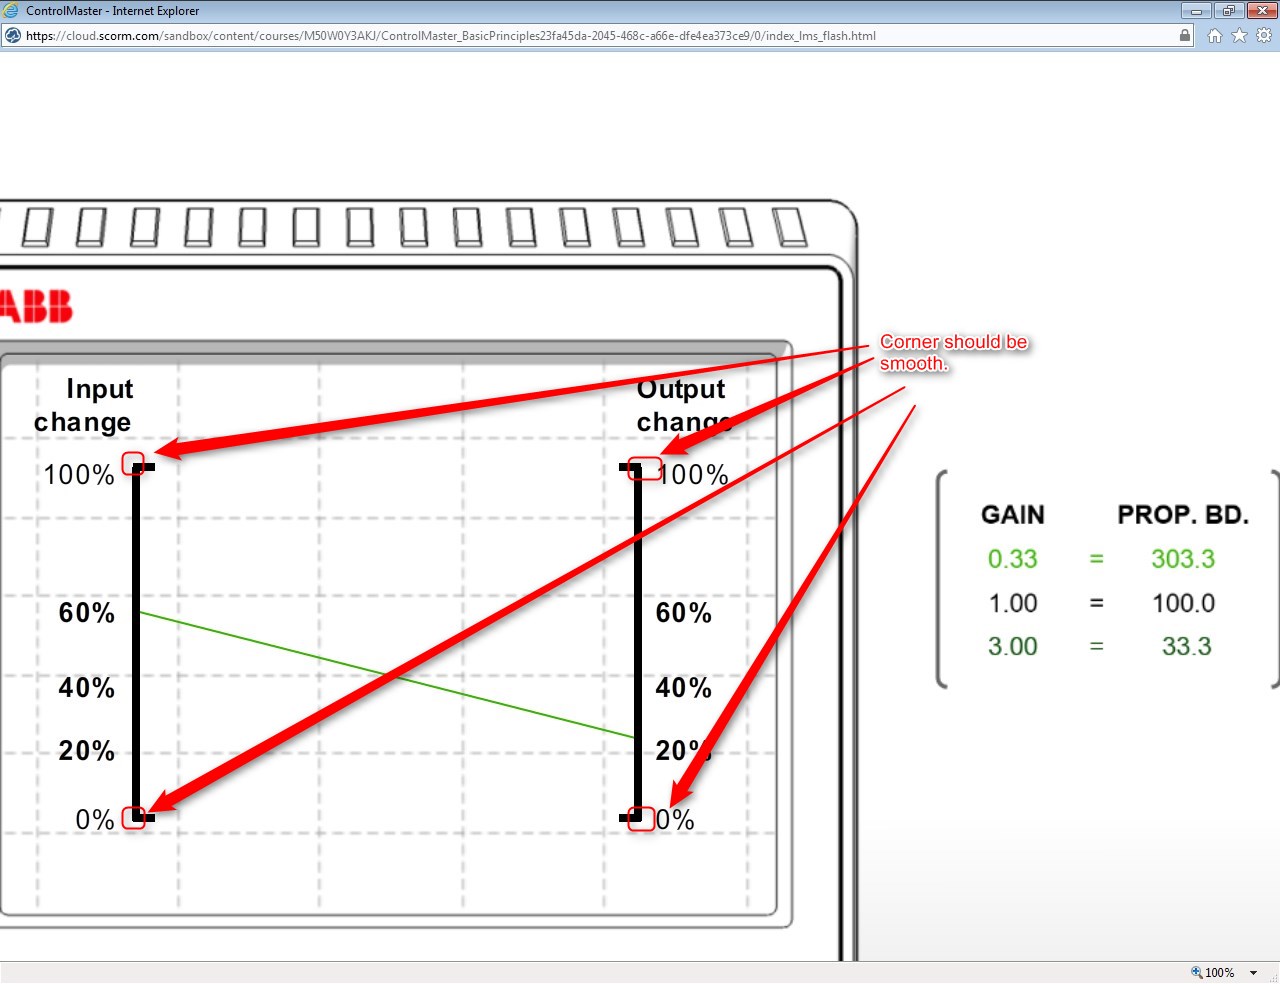 ControlMaster - Internet Explorer
https://cloud.scorm.com/sandbox/content/courses/M50W0Y3AKJ/ControlMaster_BasicPrinciples23fa45da-2045-468c-a66e-dfe4ea373ce9/0/index_lms_flash.html
ABB
Corner should be
smooth.
Input
change
100%
60%
40%
20%
0%
Output
change
100%
60%
40%
20%
0%
GAIN PROP. BD.
0.33 = 303.3
1.00 = 100.0
3.00 = 33.3
100%